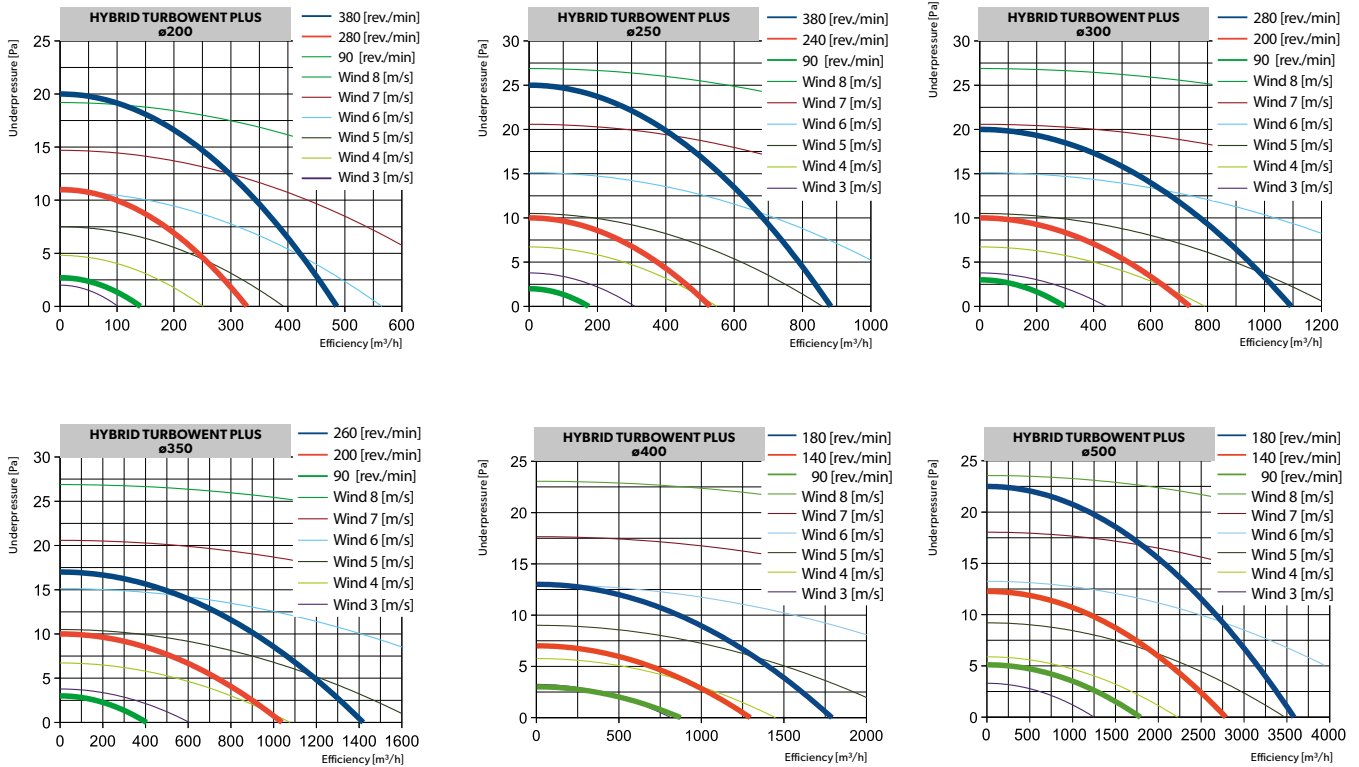 HYBRID TURBOWENT PLUS
ø200
380 [rev./min]
280 [rev./min]
90 [rev./min]
Wind 8 [m/s]
Wind 7 [m/s]
Wind 6 [m/s]
Wind 5 [m/s]
Wind 4 [m/s]
Wind 3 [m/s]
Underpressure [Pa]
25
20
15
10
5
0
0 100 200 300 400 500 600
Efficiency [m³/h]
HYBRID TURBOWENT PLUS
ø250
380 [rev./min]
240 [rev./min]
90 [rev./min]
Wind 8 [m/s]
Wind 7 [m/s]
Wind 6 [m/s]
Wind 5 [m/s]
Wind 4 [m/s]
Wind 3 [m/s]
Underpressure [Pa]
30
25
20
15
10
5
0
0 200 400 600 800 1000
Efficiency [m³/h]
HYBRID TURBOWENT PLUS
ø300
280 [rev./min]
200 [rev./min]
90 [rev./min]
Wind 8 [m/s]
Wind 7 [m/s]
Wind 6 [m/s]
Wind 5 [m/s]
Wind 4 [m/s]
Wind 3 [m/s]
Underpressure [Pa]
30
25
20
15
10
5
0
0 200 400 600 800 1000 1200
Efficiency [m³/h]
HYBRID TURBOWENT PLUS
ø350
260 [rev./min]
200 [rev./min]
90 [rev./min]
Wind 8 [m/s]
Wind 7 [m/s]
Wind 6 [m/s]
Wind 5 [m/s]
Wind 4 [m/s]
Wind 3 [m/s]
Underpressure [Pa]
30
25
20
15
10
5
0
0 200 400 600 800 1000 1200 1400 1600
Efficiency [m³/h]
HYBRID TURBOWENT PLUS
ø400
180 [rev./min]
140 [rev./min]
90 [rev./min]
Wind 8 [m/s]
Wind 7 [m/s]
Wind 6 [m/s]
Wind 5 [m/s]
Wind 4 [m/s]
Wind 3 [m/s]
Underpressure [Pa]
25
20
15
10
5
0
0 500 1000 1500 2000
Efficiency [m³/h]
HYBRID TURBOWENT PLUS
ø500
180 [rev./min]
140 [rev./min]
90 [rev./min]
Wind 8 [m/s]
Wind 7 [m/s]
Wind 6 [m/s]
Wind 5 [m/s]
Wind 4 [m/s]
Wind 3 [m/s]
Underpressure [Pa]
25
20
15
10
5
0
0 500 1000 1500 2000 2500 3000 3500 4000
Efficiency [m³/h]